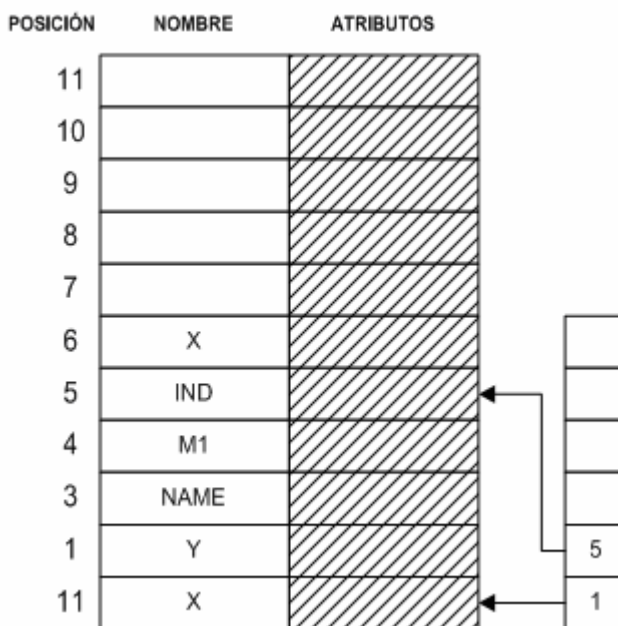 POSICIÓN NOMBRE ATRIBUTOS
11
10
9
8
7
6 X
5 IND
4 M1
3 NAME
1 Y 5
11 X 1